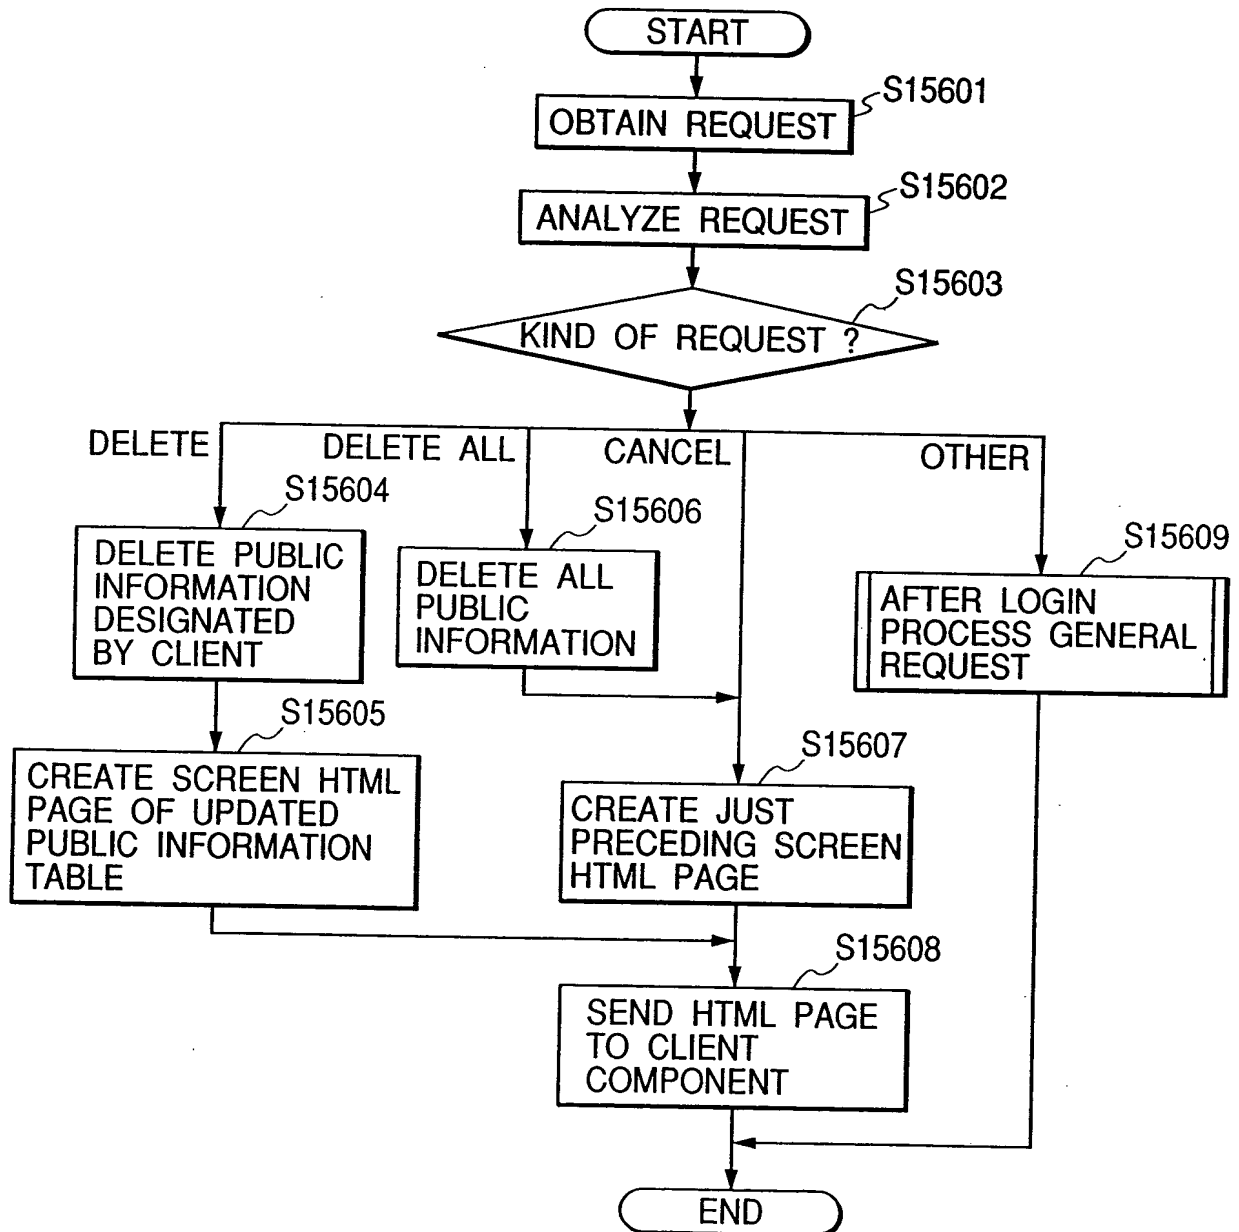 START
S15601
OBTAIN REQUEST
S15602
ANALYZE REQUEST
S15603
KIND OF REQUEST ?
DELETE
DELETE ALL
CANCEL
OTHER
S15604
DELETE PUBLIC
INFORMATION
DESIGNATED
BY CLIENT
S15606
DELETE ALL
PUBLIC
INFORMATION
S15609
AFTER LOGIN
PROCESS GENERAL
REQUEST
S15605
CREATE SCREEN HTML
PAGE OF UPDATED
PUBLIC INFORMATION
TABLE
S15607
CREATE JUST
PRECEDING SCREEN
HTML PAGE
S15608
SEND HTML PAGE
TO CLIENT
COMPONENT
END